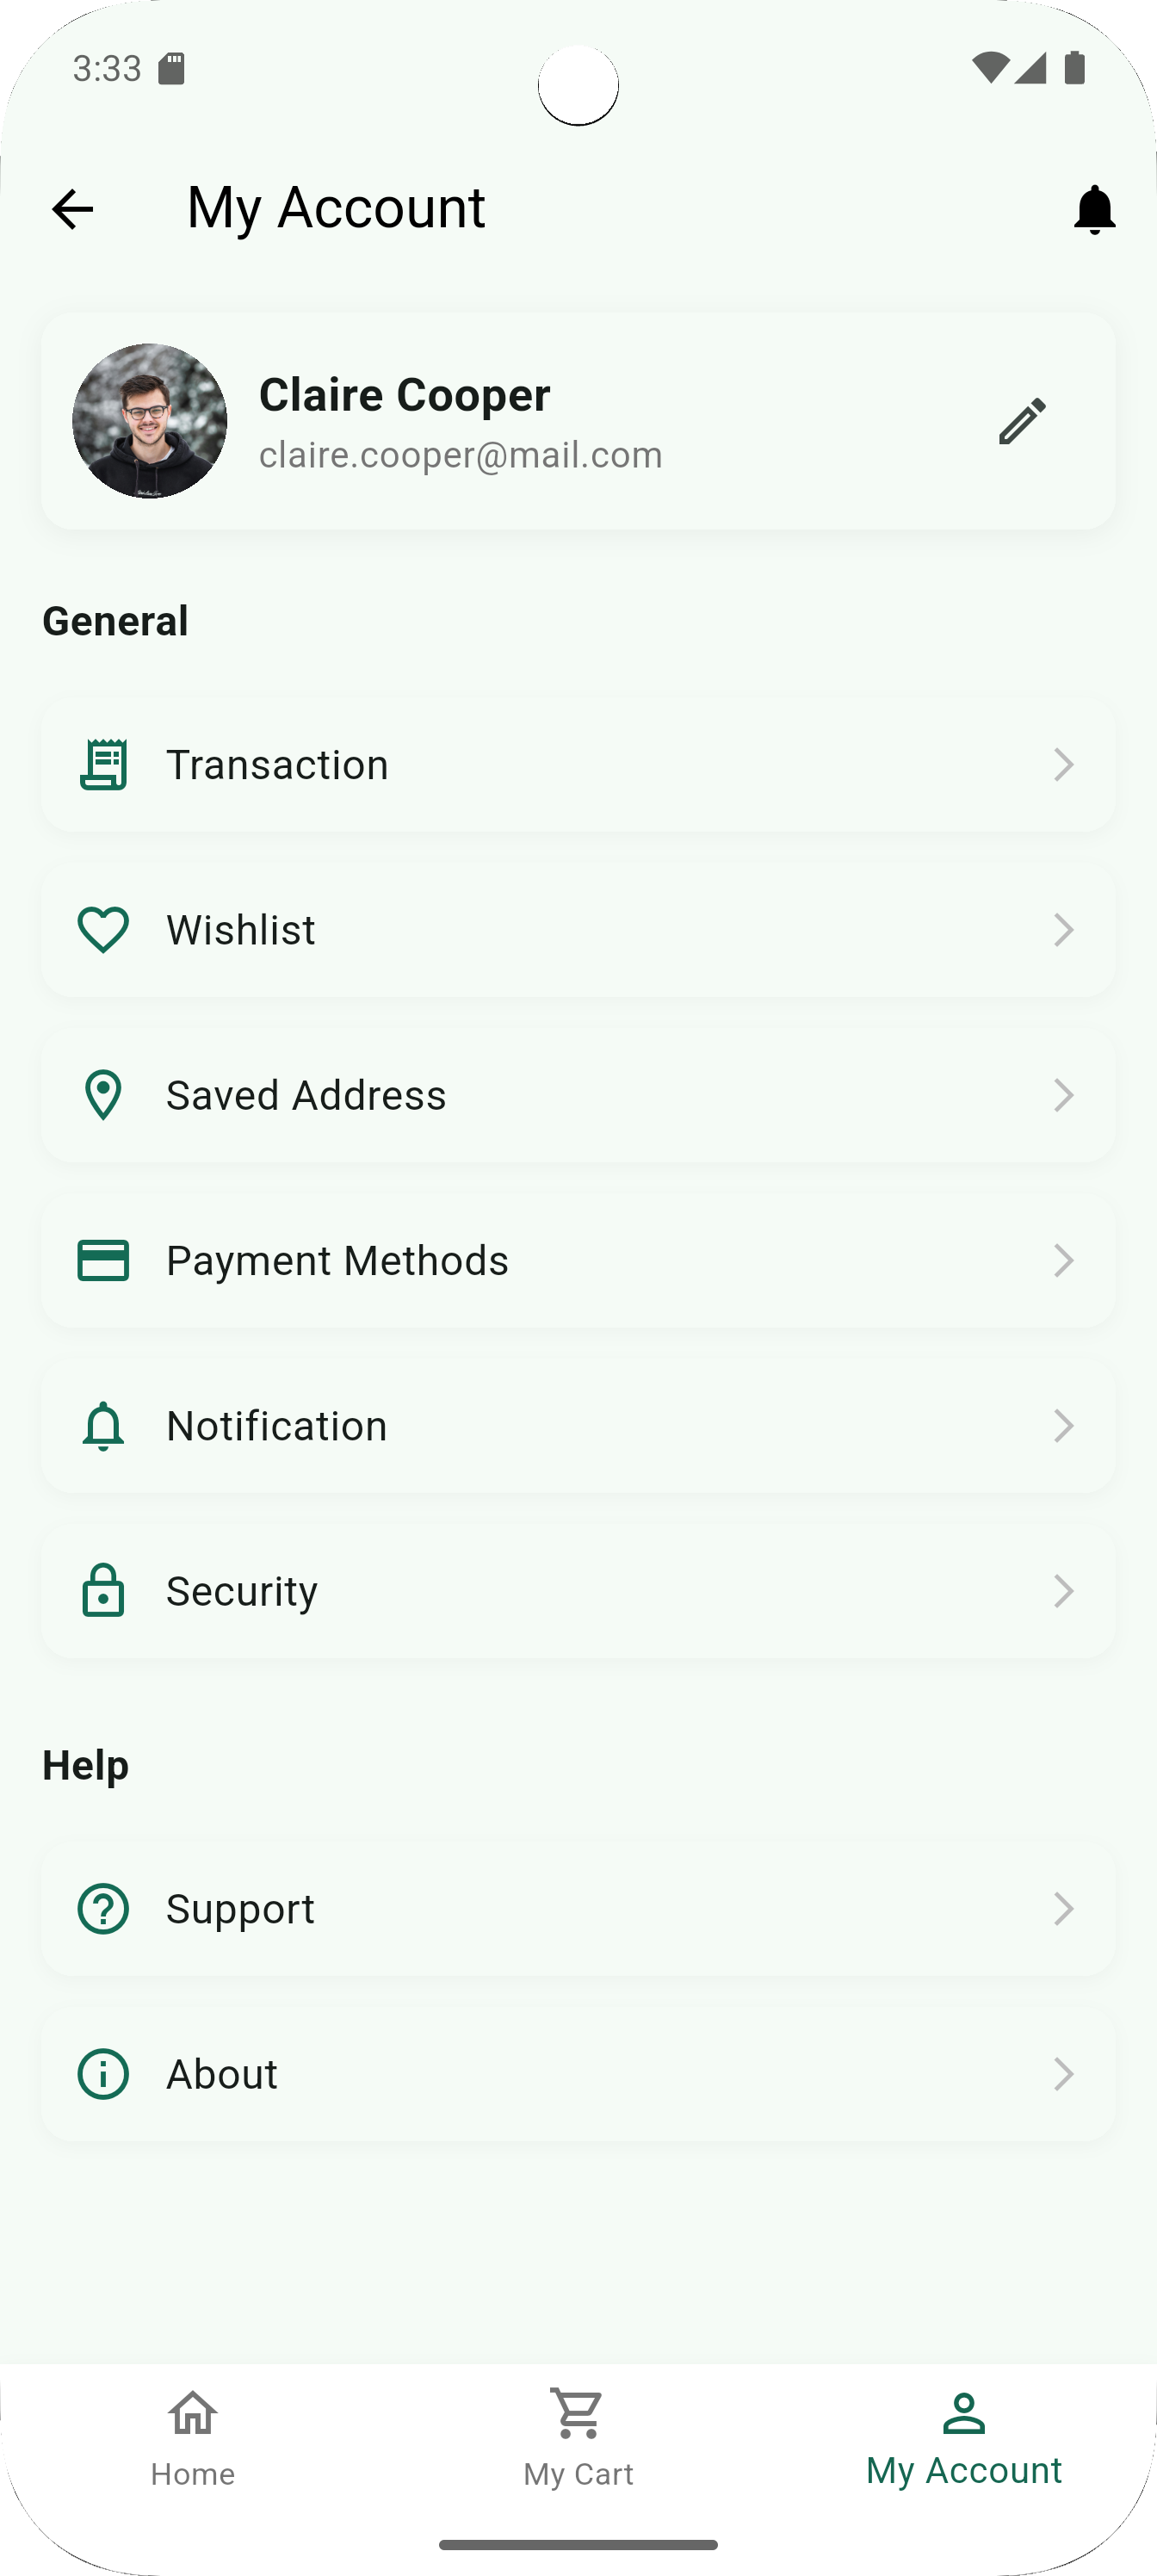 3:33
My Account
Claire Cooper
claire.cooper@mail.com
General
Transaction
Wishlist
Saved Address
Payment Methods
Notification
Security
Help
Support
About
Home
My Cart
My Account